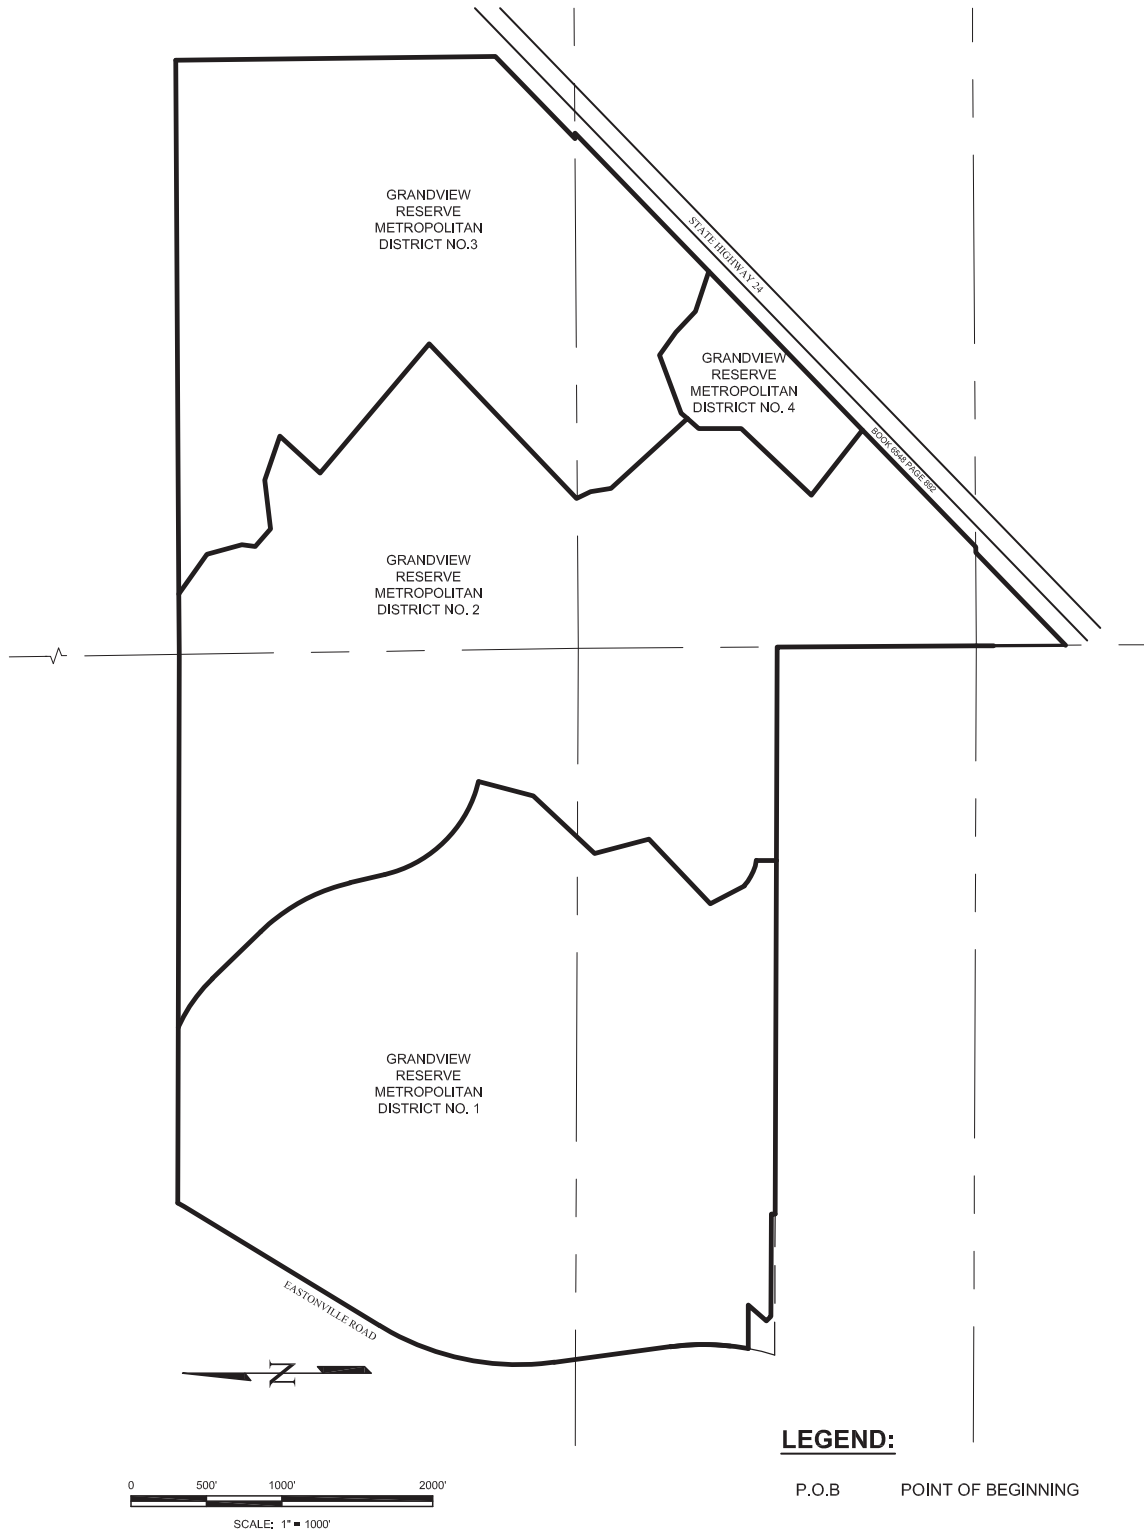 STATE HIGHWAY 24
GRANDVIEW
RESERVE
METROPOLITAN
DISTRICT NO.3
GRANDVIEW
RESERVE
METROPOLITAN
DISTRICT NO. 4
BOOK 6548 PAGE 892
GRANDVIEW
RESERVE
METROPOLITAN
DISTRICT NO. 2
GRANDVIEW
RESERVE
METROPOLITAN
DISTRICT NO. 1
EASTONVILLE ROAD
N
LEGEND:
P.O.B POINT OF BEGINNING
0 500' 1000' 2000'
SCALE: 1" = 1000'